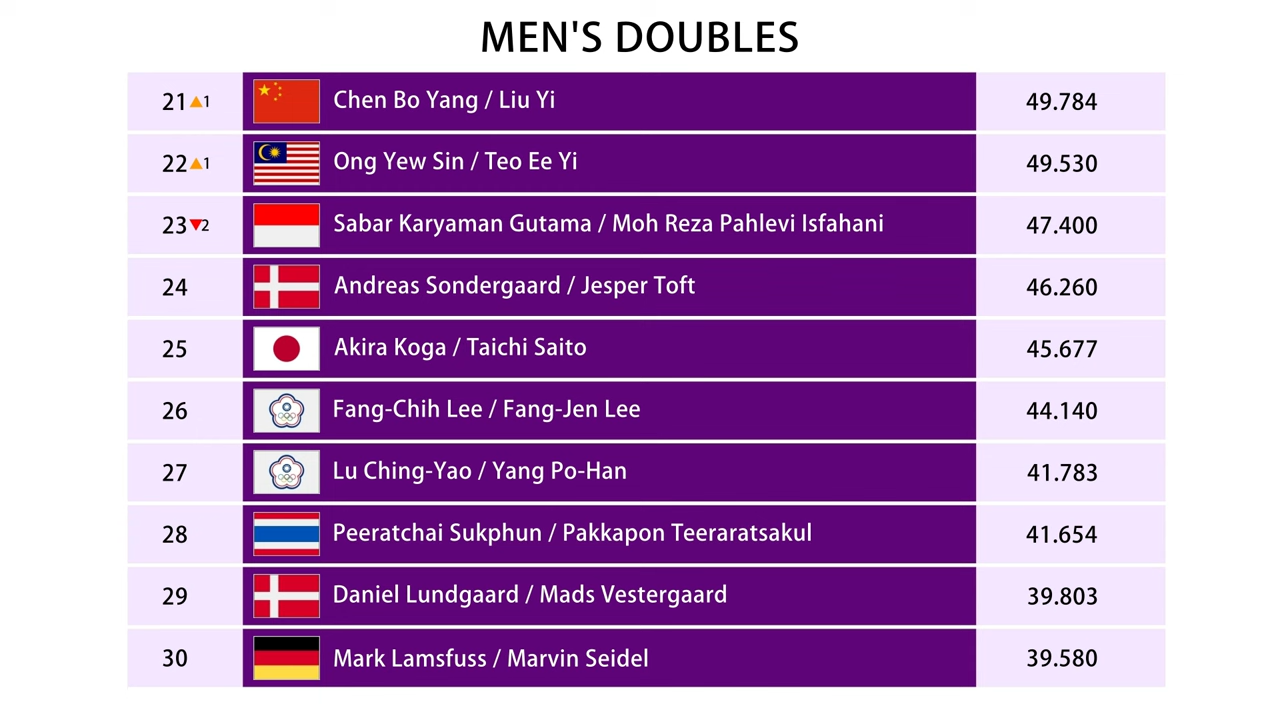 MEN'S DOUBLES
21▲1 Chen Bo Yang / Liu Yi 49.784
22▲1 Ong Yew Sin / Teo Ee Yi 49.530
23▼2 Sabar Karyaman Gutama / Moh Reza Pahlevi Isfahani 47.400
24 Andreas Sondergaard / Jesper Toft 46.260
25 Akira Koga / Taichi Saito 45.677
26 Fang-Chih Lee / Fang-Jen Lee 44.140
27 Lu Ching-Yao / Yang Po-Han 41.783
28 Peeratchai Sukphun / Pakkapon Teeraratsakul 41.654
29 Daniel Lundgaard / Mads Vestergaard 39.803
30 Mark Lamsfuss / Marvin Seidel 39.580